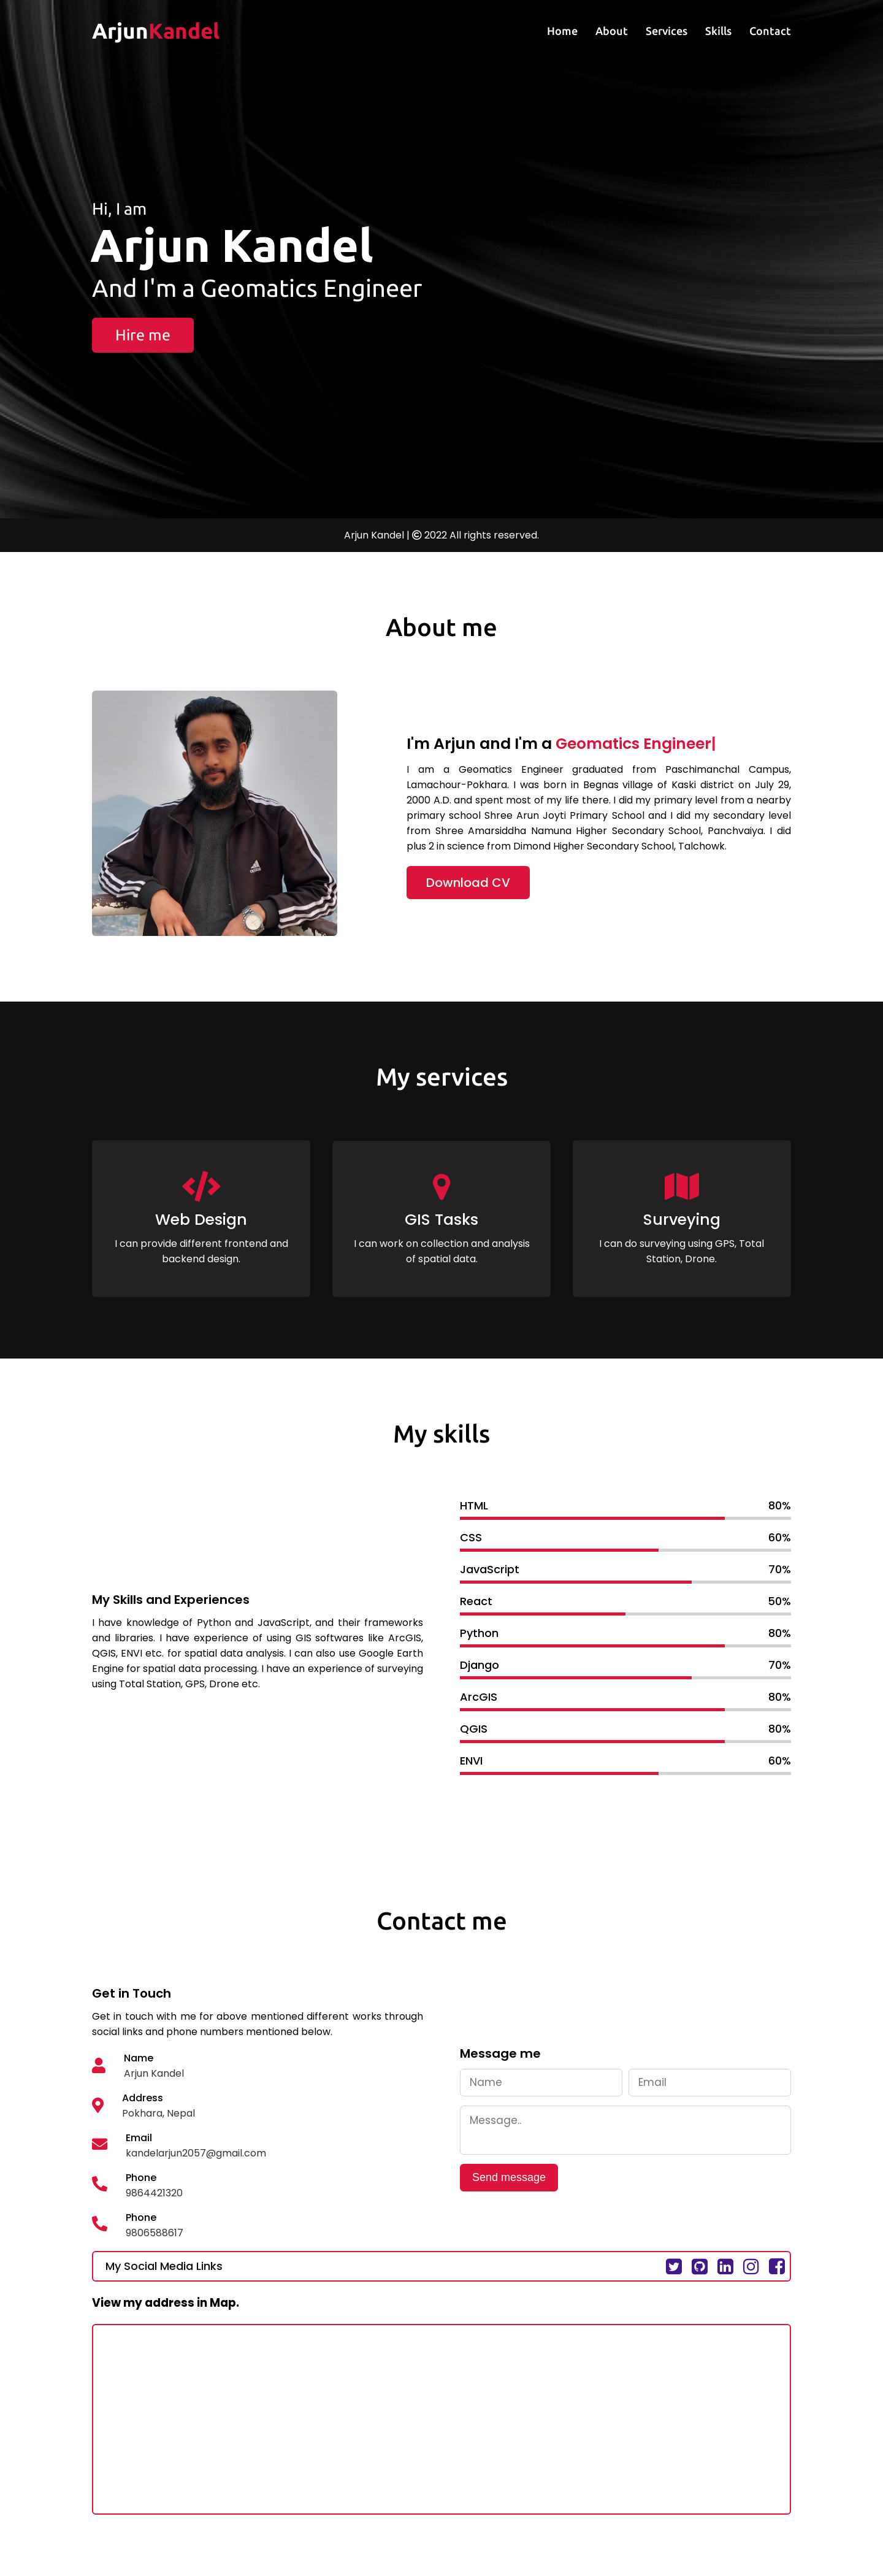 ArjunKandel
Home About Services Skills Contact
Hi, I am
Arjun Kandel
And I'm a Geomatics Engineer
Hire me
Arjun Kandel | © 2022 All rights reserved.
About me
I'm Arjun and I'm a Geomatics Engineer|
I am a Geomatics Engineer graduated from Paschimanchal Campus,
Lamachour-Pokhara. I was born in Begnas village of Kaski district on July 29,
2000 A.D. and spent most of my life there. I did my primary level from a nearby
primary school Shree Arun Joyti Primary School and I did my secondary level
from Shree Amarsiddha Namuna Higher Secondary School, Panchvaiya. I did
plus 2 in science from Dimond Higher Secondary School, Talchowk.
Download CV
My services
Web Design
I can provide different frontend and
backend design.
GIS Tasks
I can work on collection and analysis
of spatial data.
Surveying
I can do surveying using GPS, Total
Station, Drone.
My skills
My Skills and Experiences
I have knowledge of Python and JavaScript, and their frameworks
and libraries. I have experience of using GIS softwares like ArcGIS,
QGIS, ENVI etc. for spatial data analysis. I can also use Google Earth
Engine for spatial data processing. I have an experience of surveying
using Total Station, GPS, Drone etc.
HTML 80%
CSS 60%
JavaScript 70%
React 50%
Python 80%
Django 70%
ArcGIS 80%
QGIS 80%
ENVI 60%
Contact me
Get in Touch
Get in touch with me for above mentioned different works through
social links and phone numbers mentioned below.
Name
Arjun Kandel
Address
Pokhara, Nepal
Email
kandelarjun2057@gmail.com
Phone
9864421320
Phone
9806588617
Message me
Name Email
Message..
Send message
My Social Media Links
View my address in Map.